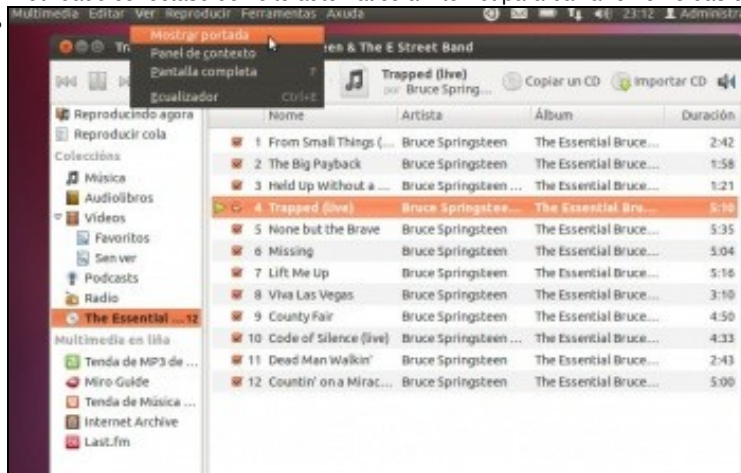 Multimedia Editar Ver Reproducir Ferramentas Axuda 23:12 Administra
Mostrar portada
Panel de contexto
Pantalla completa
Ecualizador Ctrl+E
een & The E Street Band
Trapped (live)
por Bruce Spring...
Copiar un CD
Importar CD
Reproducindo agora
Reproducir cola
Coleccións
Música
Audiolibros
Vídeos
Favoritos
Sen ver
Podcasts
Radio
The Essential ... 12
Multimedia en liña
Tenda de MP3 de ...
Miro Guide
Tenda de Música ...
Internet Archive
Last.fm
Nome Artista Álbum Duración
1 From Small Things (... Bruce Springsteen The Essential Bruce... 2:42
2 The Big Payback Bruce Springsteen The Essential Bruce... 1:58
3 Held Up Without a ... Bruce Springsteen ... The Essential Bruce... 1:21
4 Trapped (live) Bruce Springstee... The Essential Bru... 5:10
5 None but the Brave Bruce Springsteen The Essential Bruce... 5:35
6 Missing Bruce Springsteen The Essential Bruce... 5:04
7 Lift Me Up Bruce Springsteen The Essential Bruce... 5:16
8 Viva Las Vegas Bruce Springsteen The Essential Bruce... 3:10
9 County Fair Bruce Springsteen The Essential Bruce... 4:50
10 Code of Silence (live) Bruce Springsteen ... The Essential Bruce... 4:33
11 Dead Man Walkin' Bruce Springsteen The Essential Bruce... 2:43
12 Countin' on a Mirac... Bruce Springsteen The Essential Bruce... 5:00